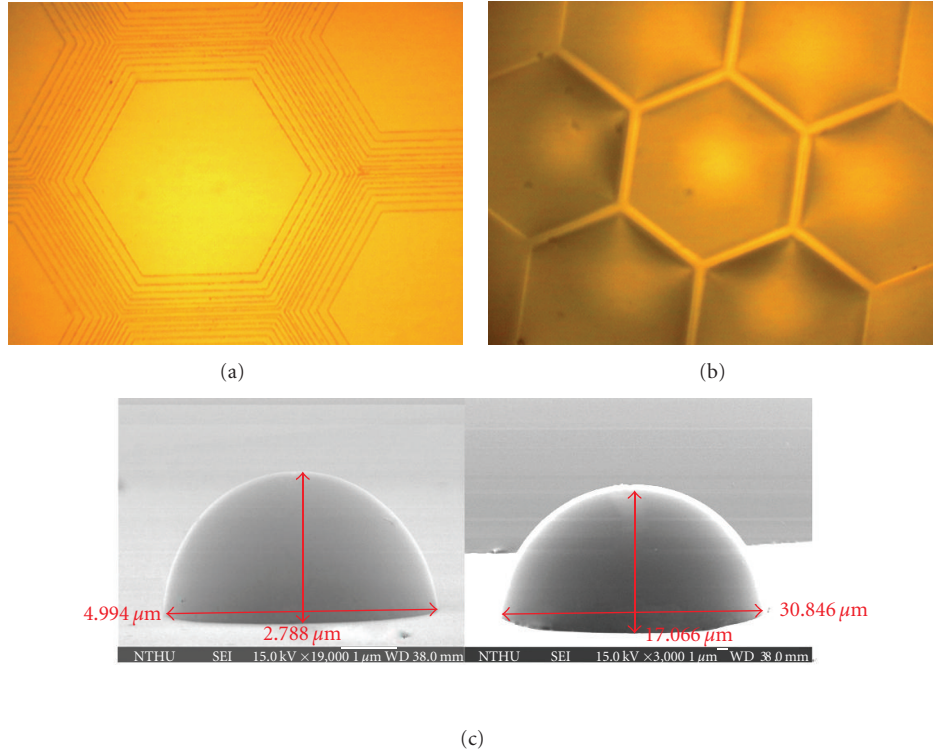 (a)
(b)
4.994 μm
2.788 μm
30.846 μm
17.066 μm
NTHU SEI 15.0 kV ×19,000 1 μm WD 38.0 mm
NTHU SEI 15.0 kV ×3,000 1 μm WD 38.0 mm
(c)